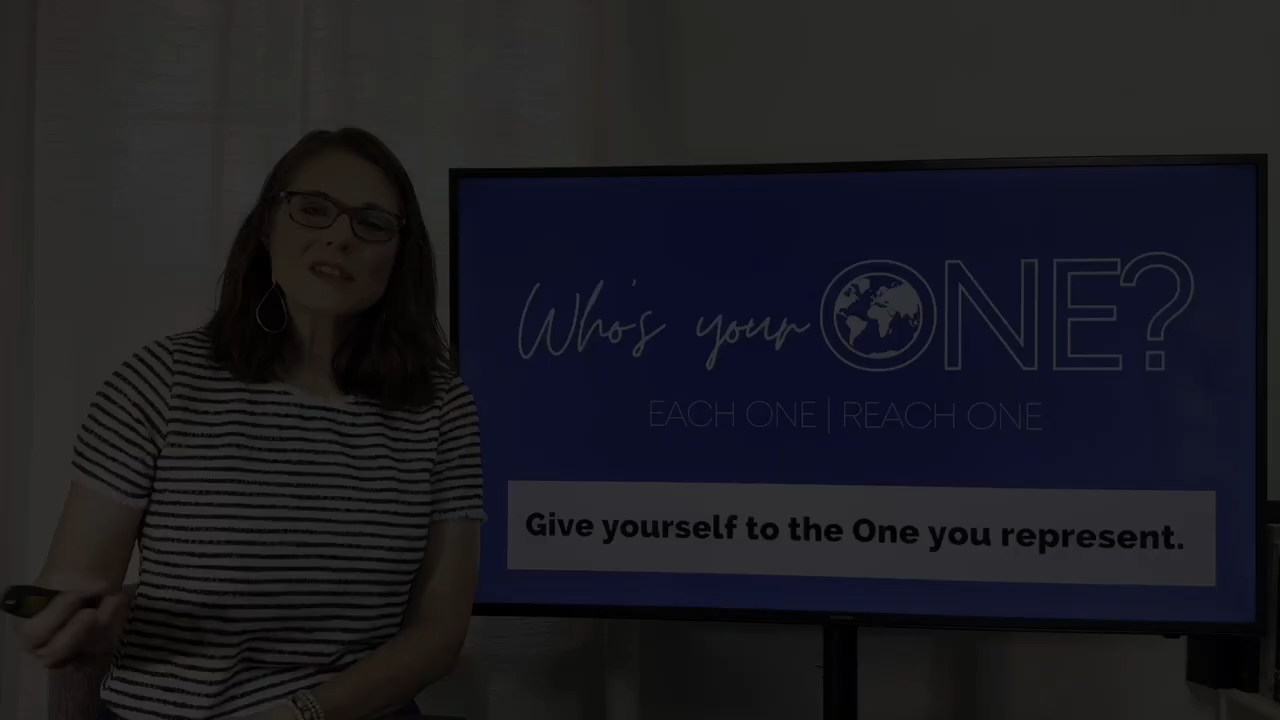 Who's your ONE?
EACH ONE | REACH ONE
Give yourself to the One you represent.